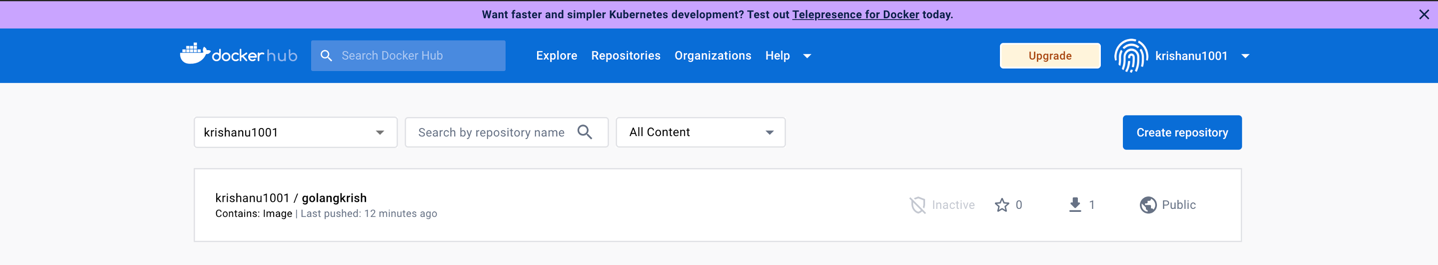 Want faster and simpler Kubernetes development? Test out Telepresence for Docker today.
dockerhub Search Docker Hub Explore Repositories Organizations Help Upgrade krishanu1001
krishanu1001 Search by repository name All Content Create repository
krishanu1001 / golangkrish
Contains: Image | Last pushed: 12 minutes ago
Inactive 0 1 Public